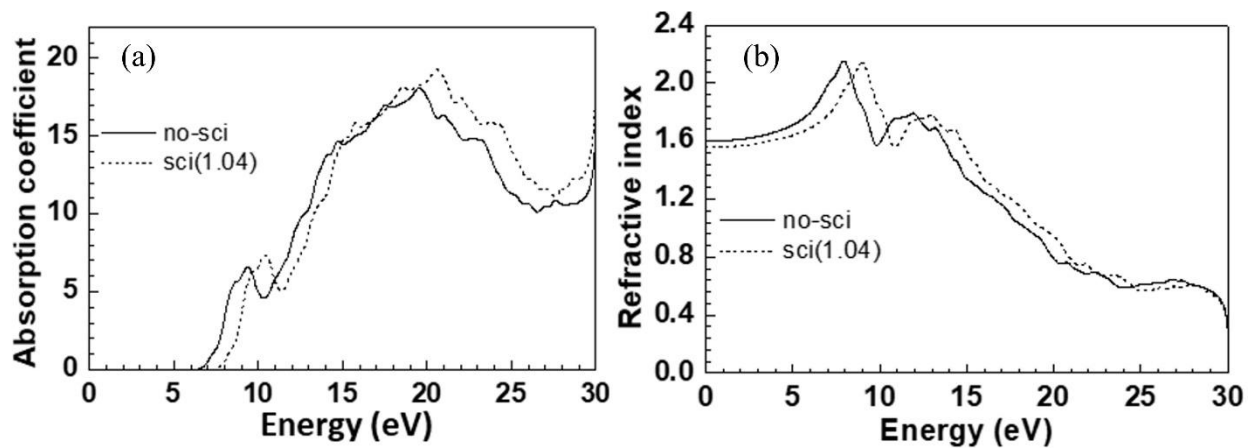 (a)
Absorption coefficient
20
15
10
5
0
no-sci
sci(1.04)
0 5 10 15 20 25 30
Energy (eV)
(b)
Refractive index
2.4
2.0
1.6
1.2
0.8
0.4
0.0
no-sci
sci(1.04)
0 5 10 15 20 25 30
Energy (eV)